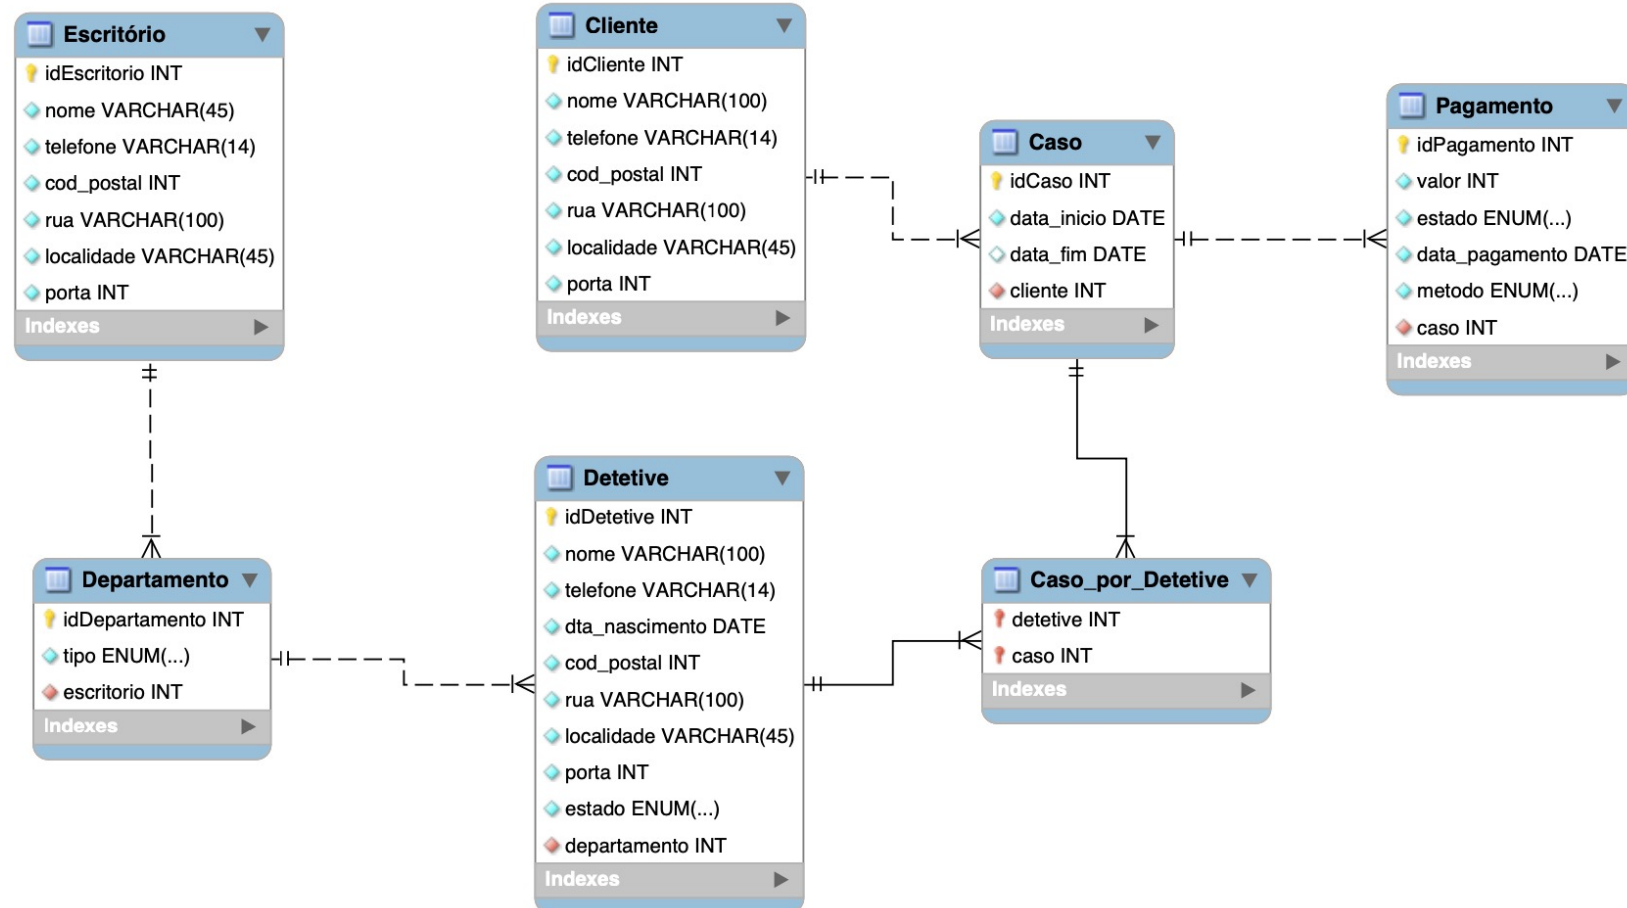 Escritório
idEscritorio INT
nome VARCHAR(45)
telefone VARCHAR(14)
cod_postal INT
rua VARCHAR(100)
localidade VARCHAR(45)
porta INT
Indexes
Cliente
idCliente INT
nome VARCHAR(100)
telefone VARCHAR(14)
cod_postal INT
rua VARCHAR(100)
localidade VARCHAR(45)
porta INT
Indexes
Caso
idCaso INT
data_inicio DATE
data_fim DATE
cliente INT
Indexes
Pagamento
idPagamento INT
valor INT
estado ENUM(...)
data_pagamento DATE
metodo ENUM(...)
caso INT
Indexes
Departamento
idDepartamento INT
tipo ENUM(...)
escritorio INT
Indexes
Detetive
idDetetive INT
nome VARCHAR(100)
telefone VARCHAR(14)
dta_nascimento DATE
cod_postal INT
rua VARCHAR(100)
localidade VARCHAR(45)
porta INT
estado ENUM(...)
departamento INT
Indexes
Caso_por_Detetive
detetive INT
caso INT
Indexes